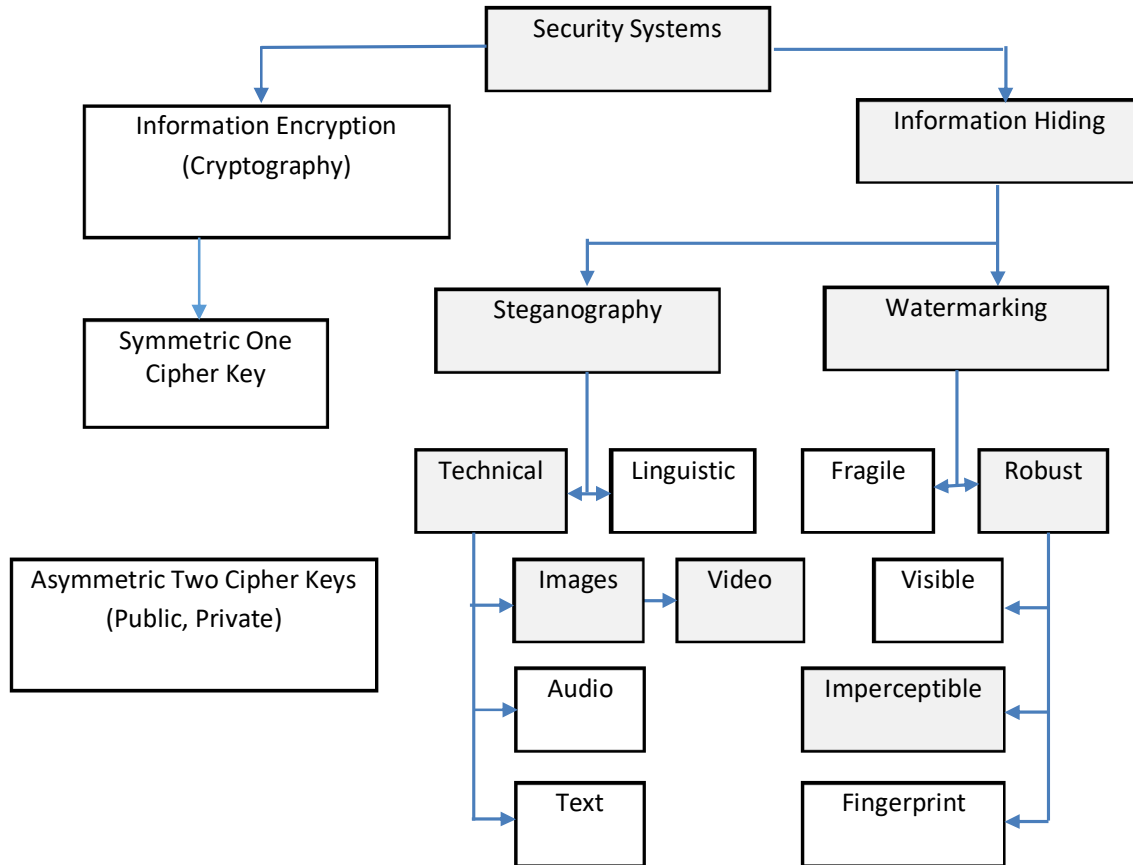 Security Systems
Information Encryption
(Cryptography)
Information Hiding
Steganography
Watermarking
Symmetric One
Cipher Key
Technical
Linguistic
Fragile
Robust
Asymmetric Two Cipher Keys
(Public, Private)
Images
Video
Visible
Audio
Imperceptible
Text
Fingerprint